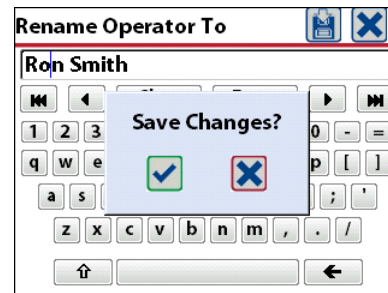 Rename Operator To
Ron Smith
Save Changes?
1 2 3 0 - =
q w e p [ ]
a s ; '
z x c v b n m , . /